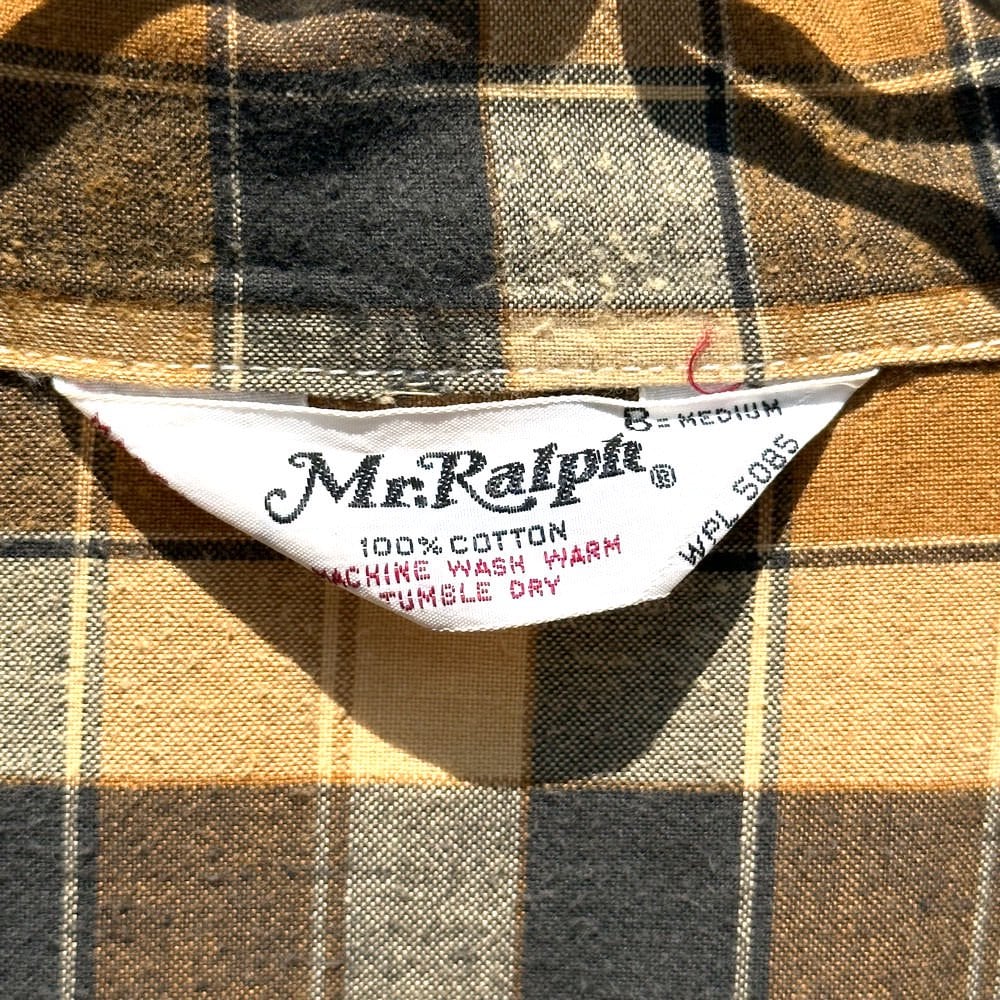 B = MEDIUM
Mr. Ralph ®
WPL 5085
100% COTTON
MACHINE WASH WARM
TUMBLE DRY